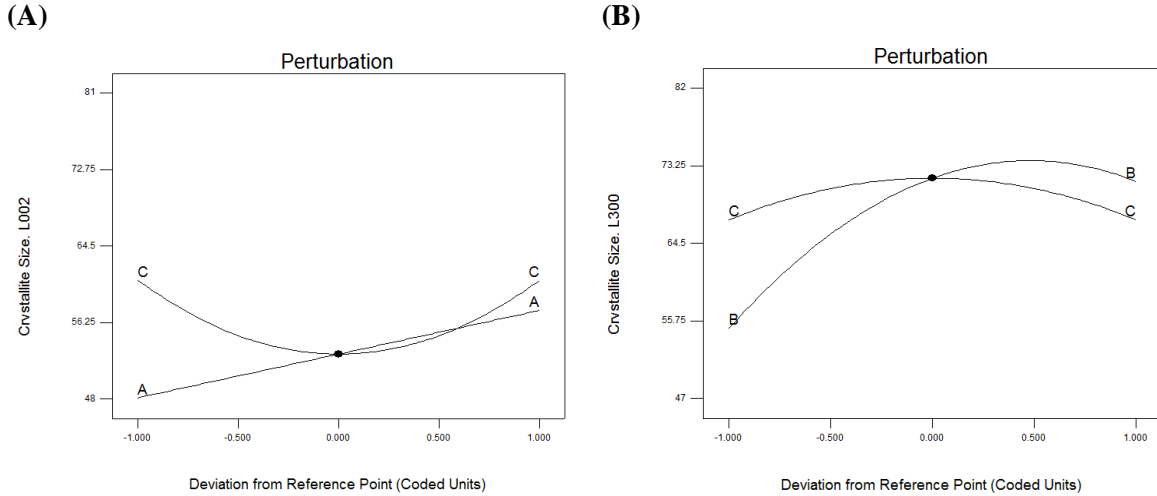 (A)
Perturbation
81
72.75
64.5
56.25
48
Crystallite Size. L002
C
A
C
A
-1.000
-0.500
0.000
0.500
1.000
Deviation from Reference Point (Coded Units)
(B)
Perturbation
82
73.25
64.5
55.75
47
Crystallite Size. L300
C
B
B
C
-1.000
-0.500
0.000
0.500
1.000
Deviation from Reference Point (Coded Units)